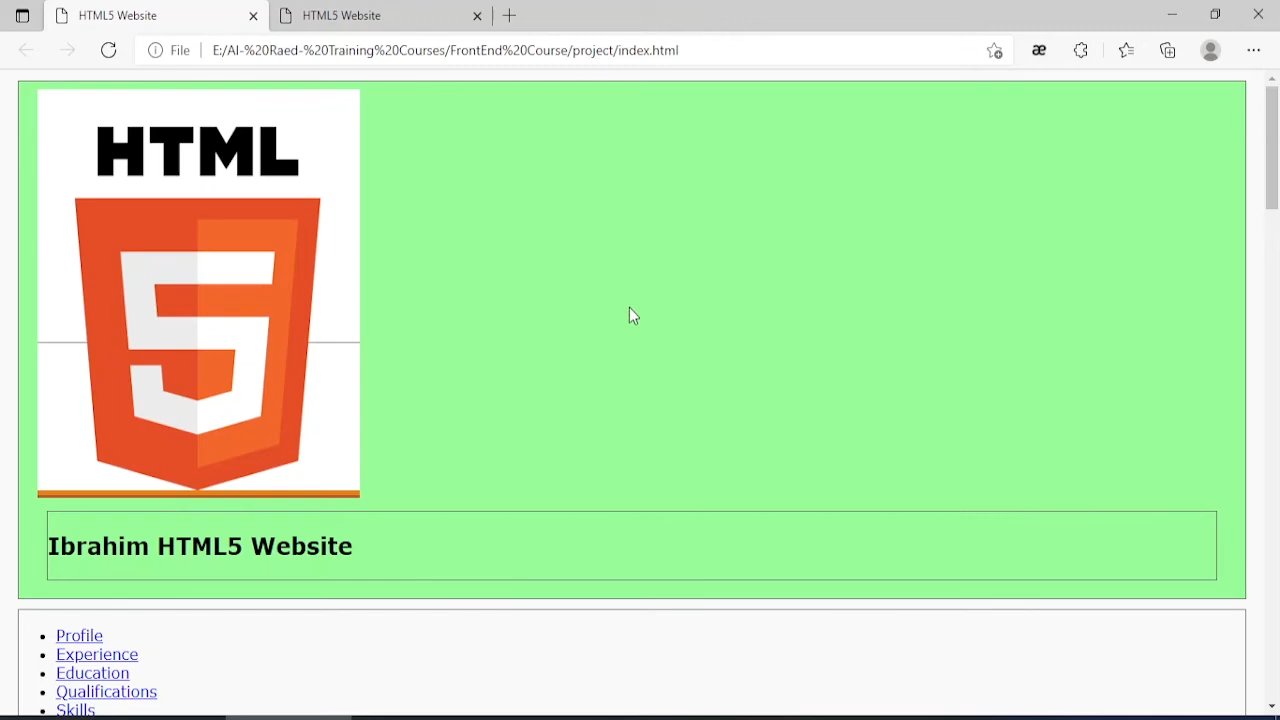 HTML5 Website
HTML5 Website
File
E:/AI-%20Raed-%20Training%20Courses/FrontEnd%20Course/project/index.html
æ
HTML
5
Ibrahim HTML5 Website
Profile
Experience
Education
Qualifications
Skills